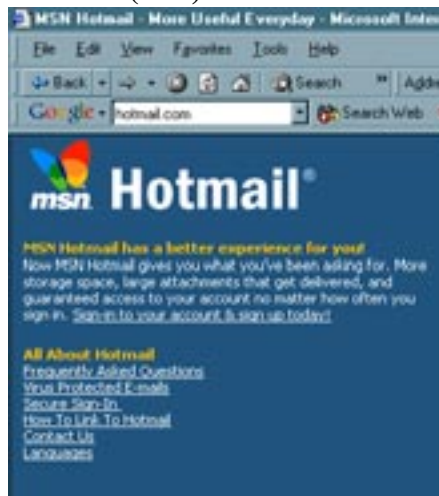 MSN Hotmail - More Useful Everyday - Microsoft Inte
File Edit View Favorites Tools Help
Back Search
Google hotmail.com Search Web
msn Hotmail®
MSN Hotmail has a better experience for you!
Now MSN Hotmail gives you what you've been asking for. More
storage space, large attachments that get delivered, and
guaranteed access to your account no matter how often you
sign in. Sign-in to your account & sign up today!
All About Hotmail
Frequently Asked Questions
Virus Protected E-mails
Secure Sign-In
How To Link To Hotmail
Contact Us
Languages